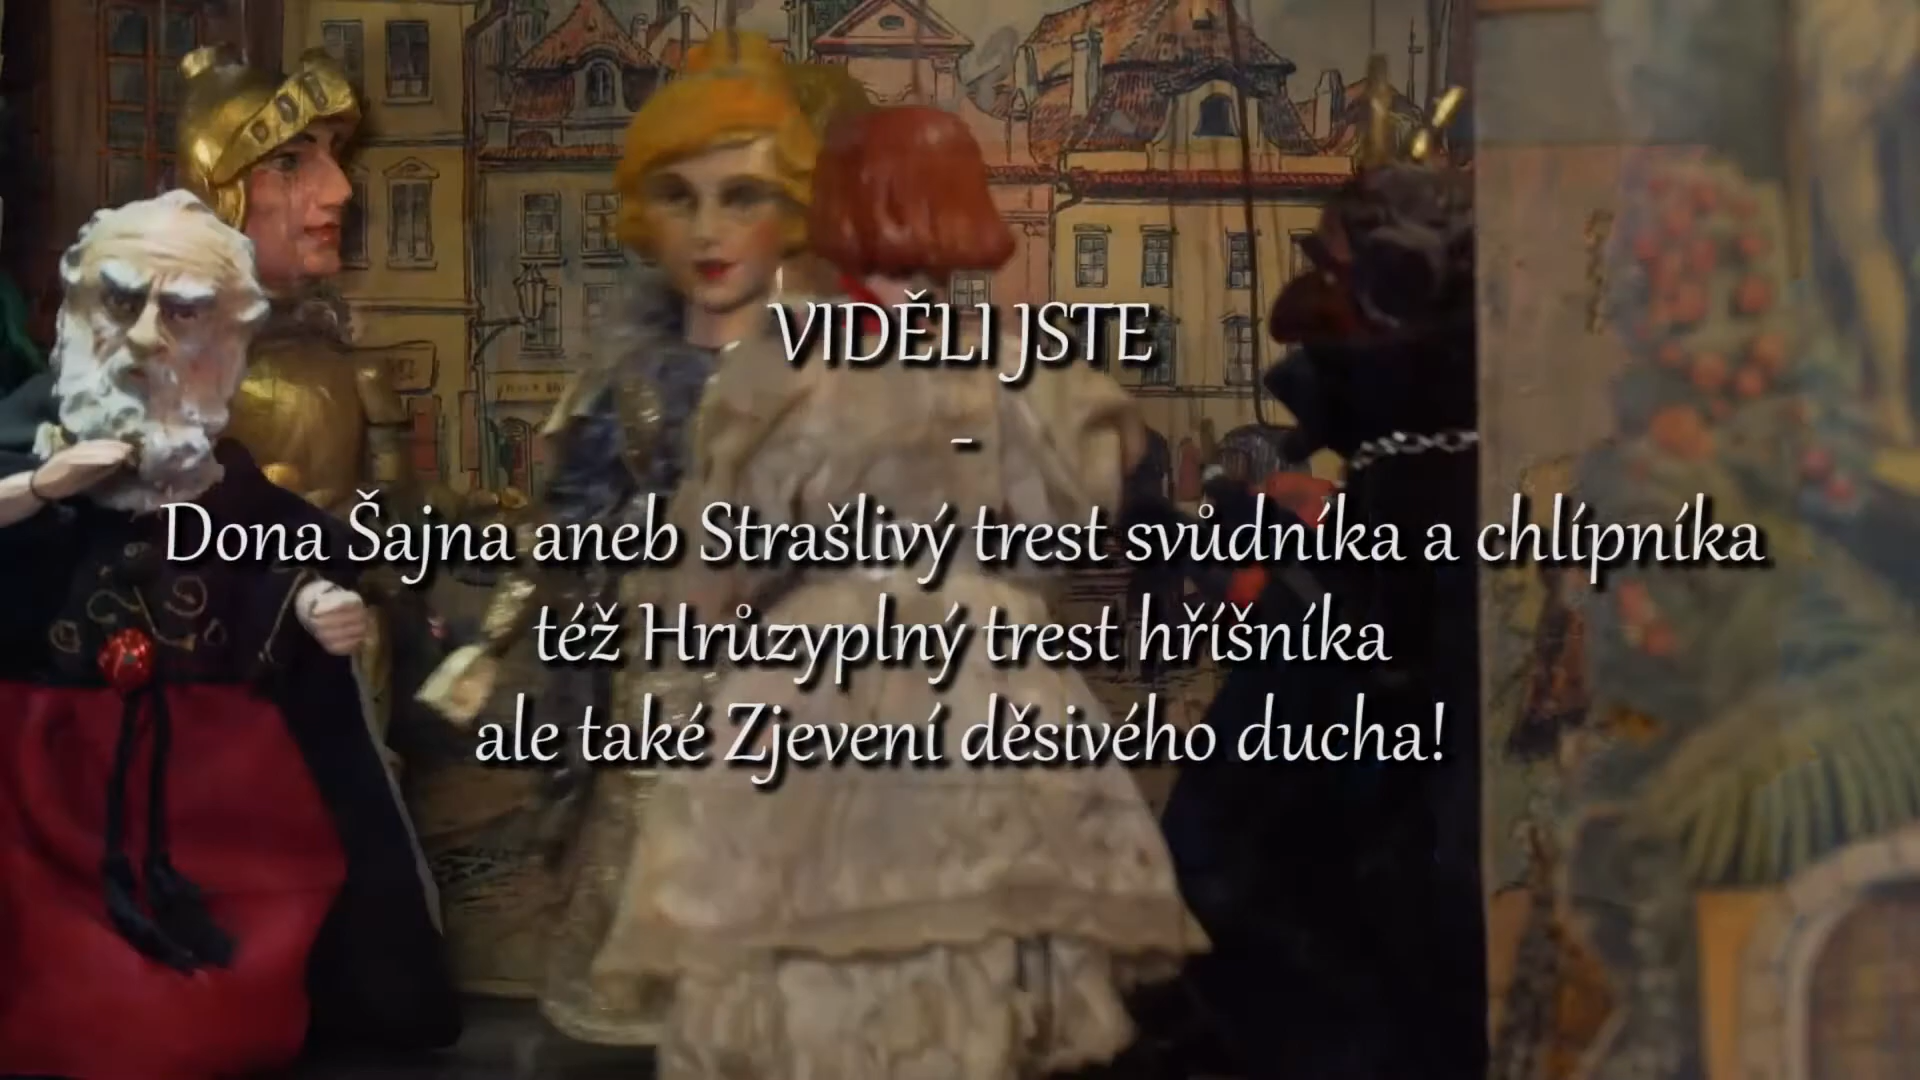 VIDĚLI JSTE
-
Dona Šajna aneb Strašlivý trest svůdníka a chlípníka
též Hrůzyplný trest hříšníka
ale také Zjevení děsivého ducha!